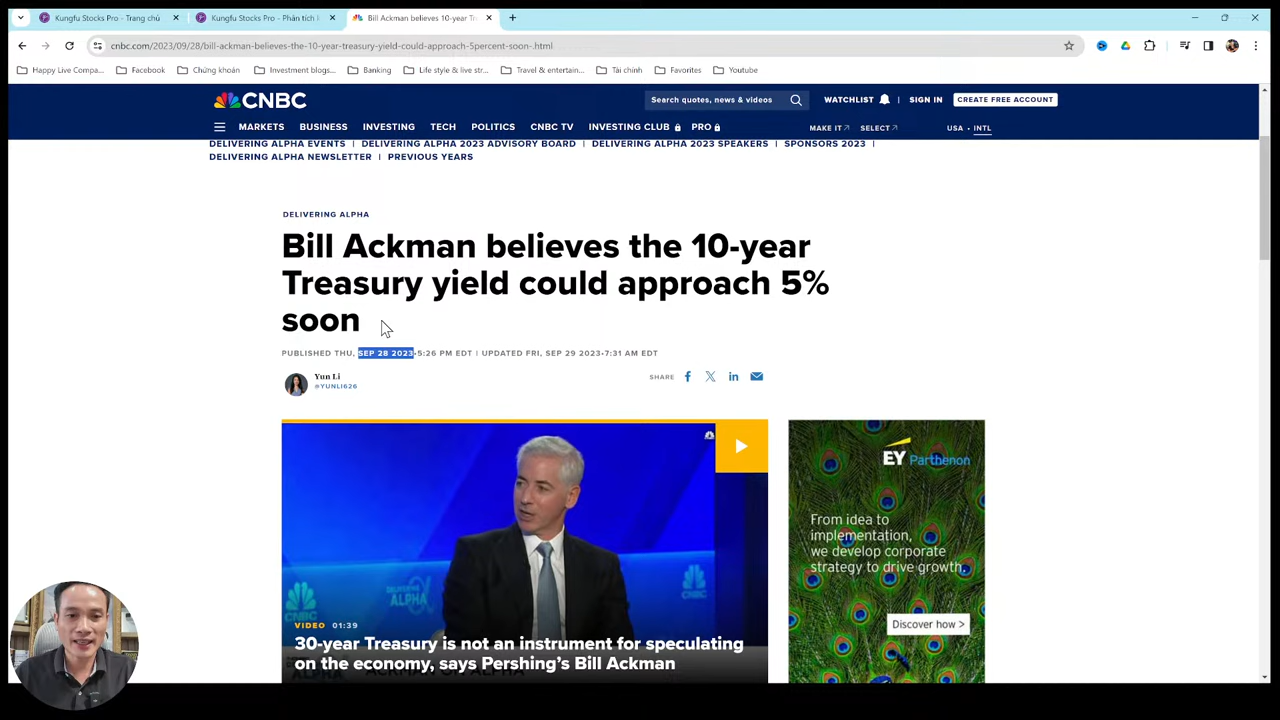 Kungfu Stocks Pro - Trang chủ
Kungfu Stocks Pro - Phân tích
Bill Ackman believes 10-year Tr
cnbc.com/2023/09/28/bill-ackman-believes-the-10-year-treasury-yield-could-approach-5percent-soon-.html
Happy Live Compa...
Facebook
Chứng khoán
Investment blogs...
Banking
Life style & live str...
Travel & entertain...
Tài chính
Favorites
Youtube
CNBC
Search quotes, news & videos
WATCHLIST
SIGN IN
CREATE FREE ACCOUNT
MARKETS BUSINESS INVESTING TECH POLITICS CNBC TV INVESTING CLUB PRO
MAKE IT SELECT
USA • INTL
DELIVERING ALPHA EVENTS | DELIVERING ALPHA 2023 ADVISORY BOARD | DELIVERING ALPHA 2023 SPEAKERS | SPONSORS 2023 |
DELIVERING ALPHA NEWSLETTER | PREVIOUS YEARS
DELIVERING ALPHA
Bill Ackman believes the 10-year
Treasury yield could approach 5%
soon
PUBLISHED THU, SEP 28 2023•5:26 PM EDT | UPDATED FRI, SEP 29 2023•7:31 AM EDT
Yun Li
@YUNLI626
SHARE
DELIVERING
ALPHA
CNBC
CNBC
VIDEO 01:39
30-year Treasury is not an instrument for speculating
on the economy, says Pershing's Bill Ackman
EY Parthenon
From idea to
implementation,
we develop corporate
strategy to drive growth.
Discover how >